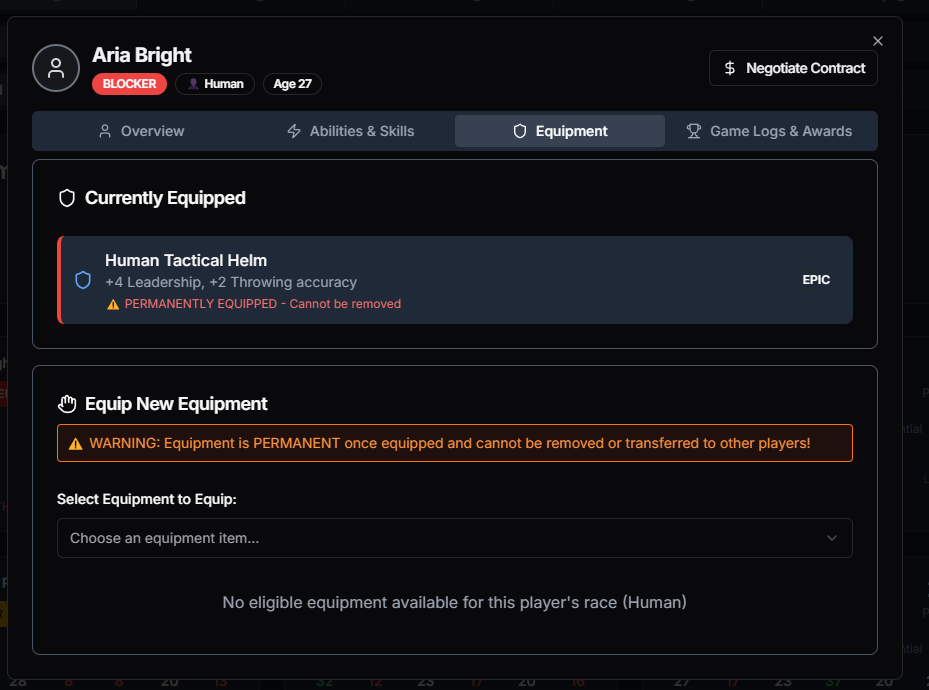 Aria Bright
BLOCKER
Human
Age 27
Negotiate Contract
Overview
Abilities & Skills
Equipment
Game Logs & Awards
Currently Equipped
Human Tactical Helm
+4 Leadership, +2 Throwing accuracy
PERMANENTLY EQUIPPED - Cannot be removed
EPIC
Equip New Equipment
WARNING: Equipment is PERMANENT once equipped and cannot be removed or transferred to other players!
Select Equipment to Equip:
Choose an equipment item...
No eligible equipment available for this player's race (Human)